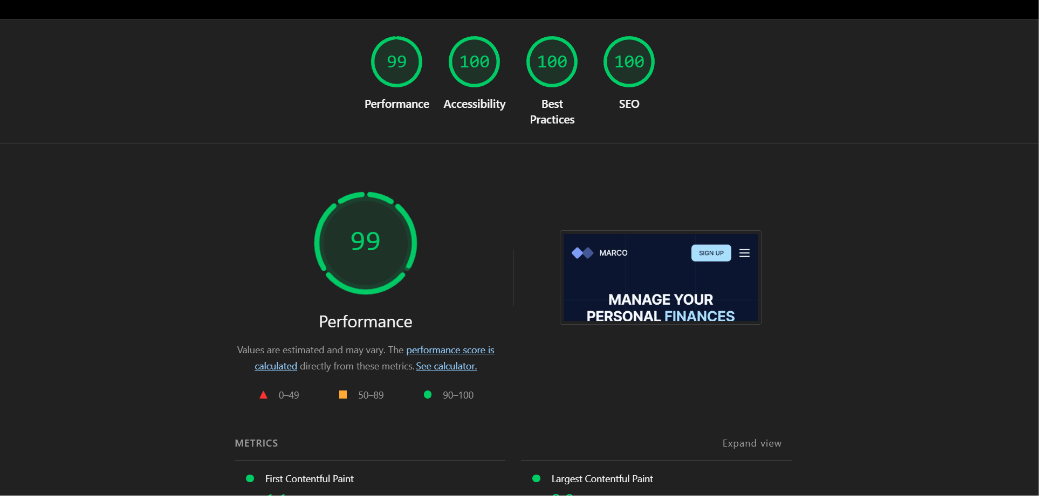 99
100
100
100
Performance
Accessibility
Best
Practices
SEO
99
Performance
Values are estimated and may vary. The performance score is
calculated directly from these metrics. See calculator.
0–49
50–89
90–100
MARCO
SIGN UP
MANAGE YOUR
PERSONAL FINANCES
METRICS
Expand view
First Contentful Paint
Largest Contentful Paint